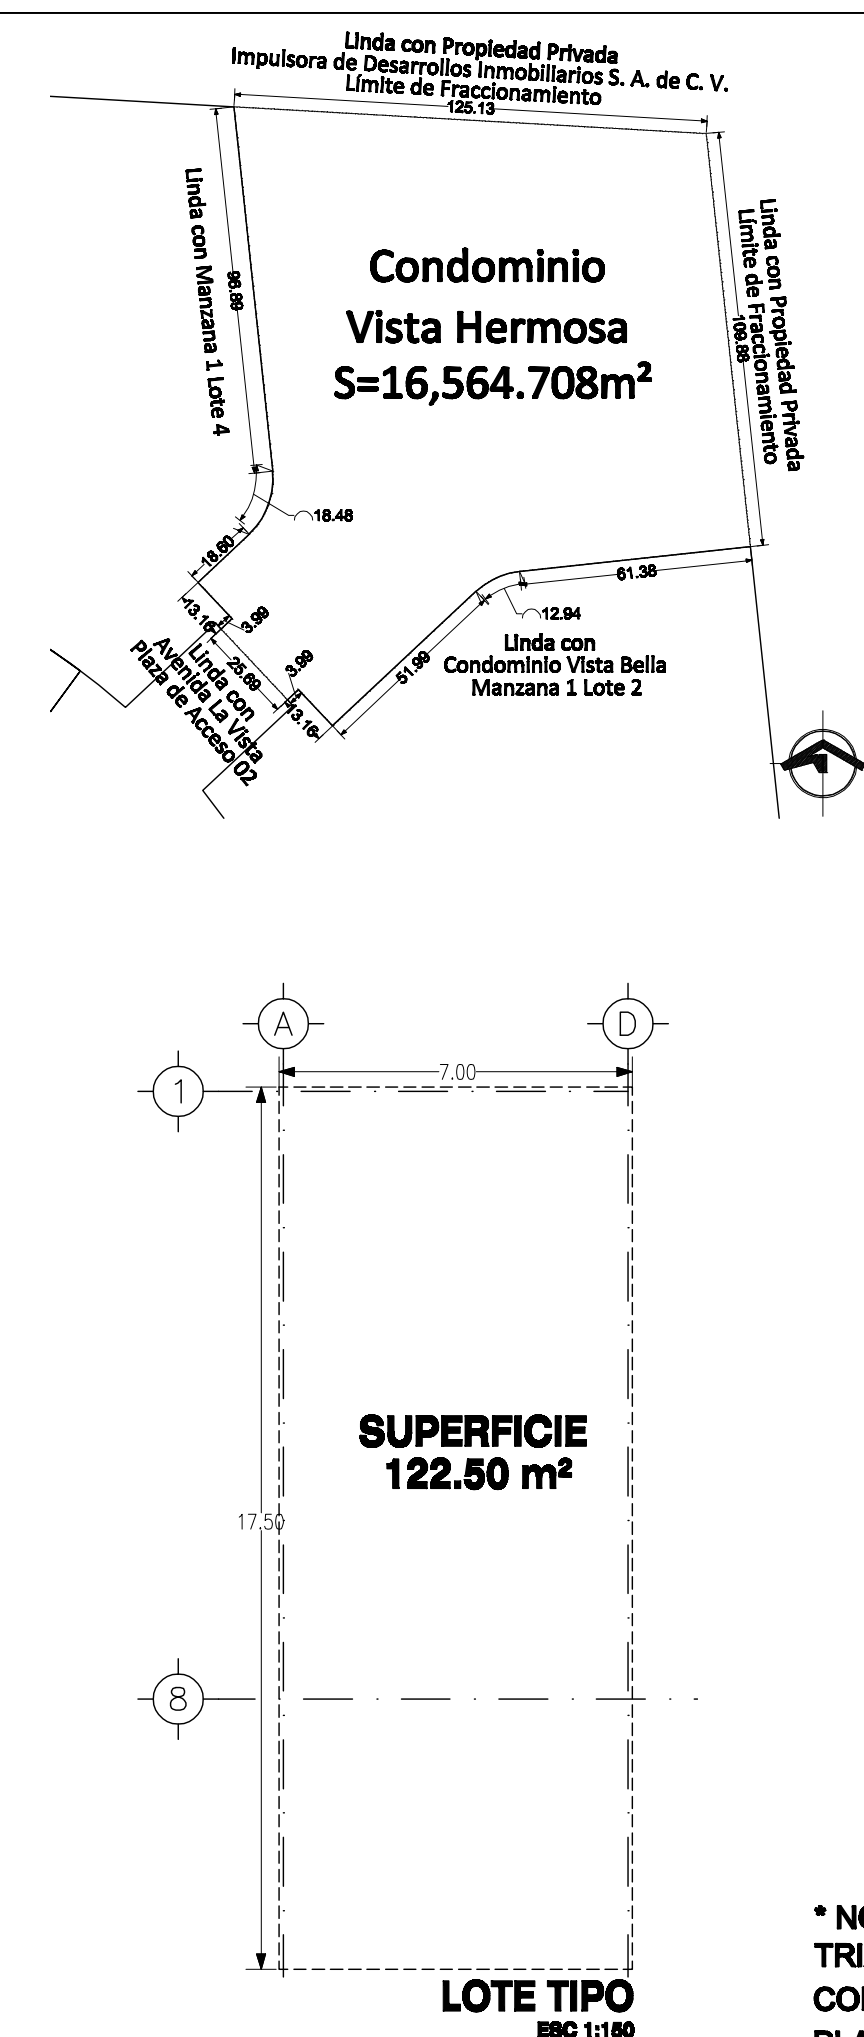 Linda con Propiedad Privada
Impulsora de Desarrollos Inmobiliarios S. A. de C. V.
Límite de Fraccionamiento
125.13
Linda con Manzana 1 Lote 4
96.89
Condominio
Vista Hermosa
S=16,564.708m²
Linda con Propiedad Privada
Límite de Fraccionamiento
109.88
18.48
18.60
13.16
3.99
25.69
3.99
13.16
Linda con
Avenida La Vista
Plaza de Acceso 02
51.99
12.94
61.38
Linda con
Condominio Vista Bella
Manzana 1 Lote 2
A
D
7.00
1
SUPERFICIE
122.50 m²
17.50
8
LOTE TIPO
ESC 1:150